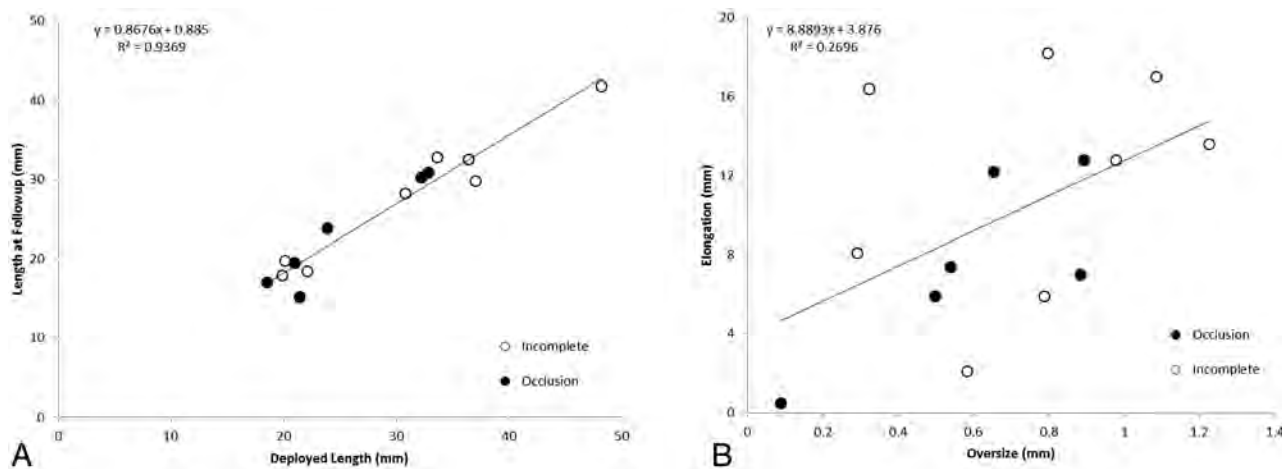 y = 0.8676x + 0.885
R² = 0.9369
50
40
30
20
10
0
Length at Followup (mm)
Incomplete
Occlusion
0 10 20 30 40 50
Deployed Length (mm)
A
y = 8.8893x + 3.876
R² = 0.2696
20
16
12
8
4
0
Elongation (mm)
Occlusion
Incomplete
0 0.2 0.4 0.6 0.8 1 1.2 1.4
Oversize (mm)
B